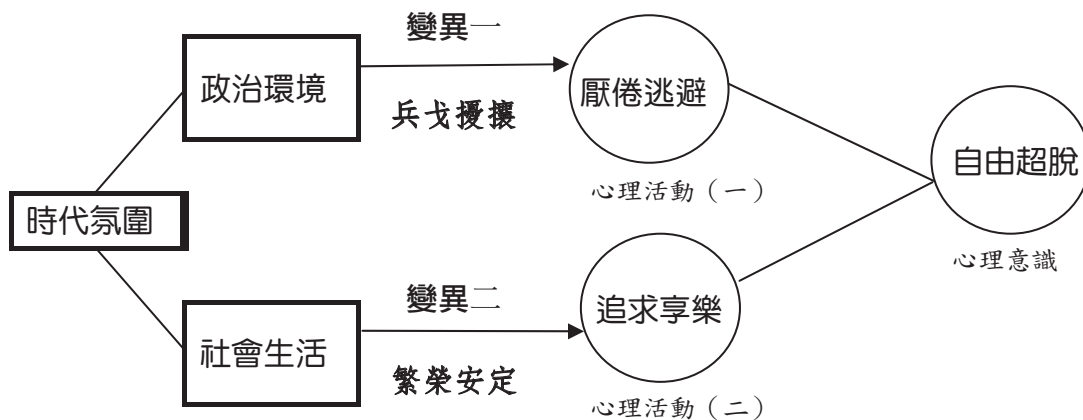 變異一
政治環境
厭倦逃避
兵戈擾攘
自由超脫
心理活動（一）
時代氛圍
心理意識
變異二
追求享樂
社會生活
繁榮安定
心理活動（二）